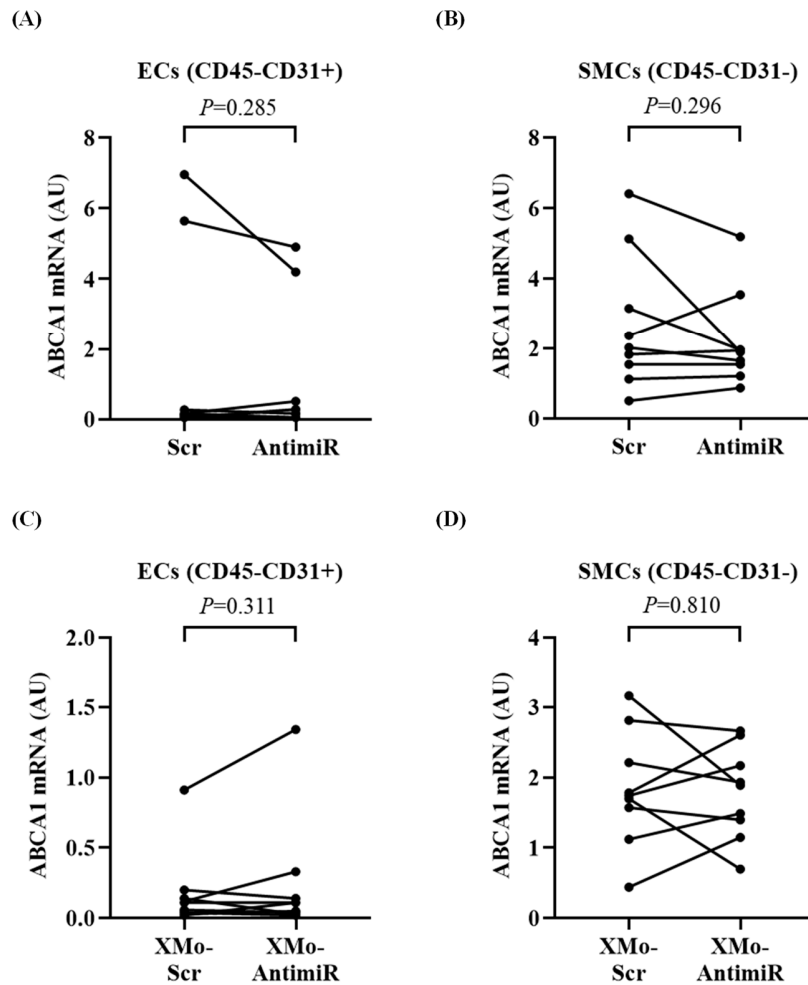 (A)
ECs (CD45-CD31+)
P=0.285
ABCA1 mRNA (AU)
8
6
4
2
0
Scr
AntimiR
(B)
SMCs (CD45-CD31-)
P=0.296
ABCA1 mRNA (AU)
8
6
4
2
0
Scr
AntimiR
(C)
ECs (CD45-CD31+)
P=0.311
ABCA1 mRNA (AU)
2.0
1.5
1.0
0.5
0.0
XMo-
Scr
XMo-
AntimiR
(D)
SMCs (CD45-CD31-)
P=0.810
ABCA1 mRNA (AU)
4
3
2
1
0
XMo-
Scr
XMo-
AntimiR